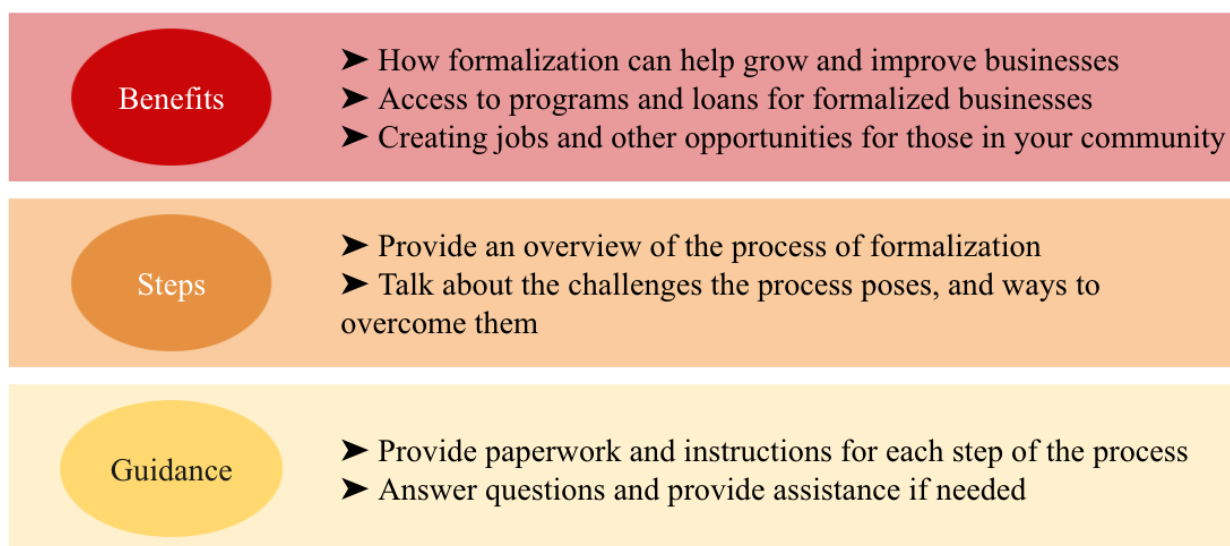 Benefits
➤ How formalization can help grow and improve businesses
➤ Access to programs and loans for formalized businesses
➤ Creating jobs and other opportunities for those in your community
Steps
➤ Provide an overview of the process of formalization
➤ Talk about the challenges the process poses, and ways to
overcome them
Guidance
➤ Provide paperwork and instructions for each step of the process
➤ Answer questions and provide assistance if needed